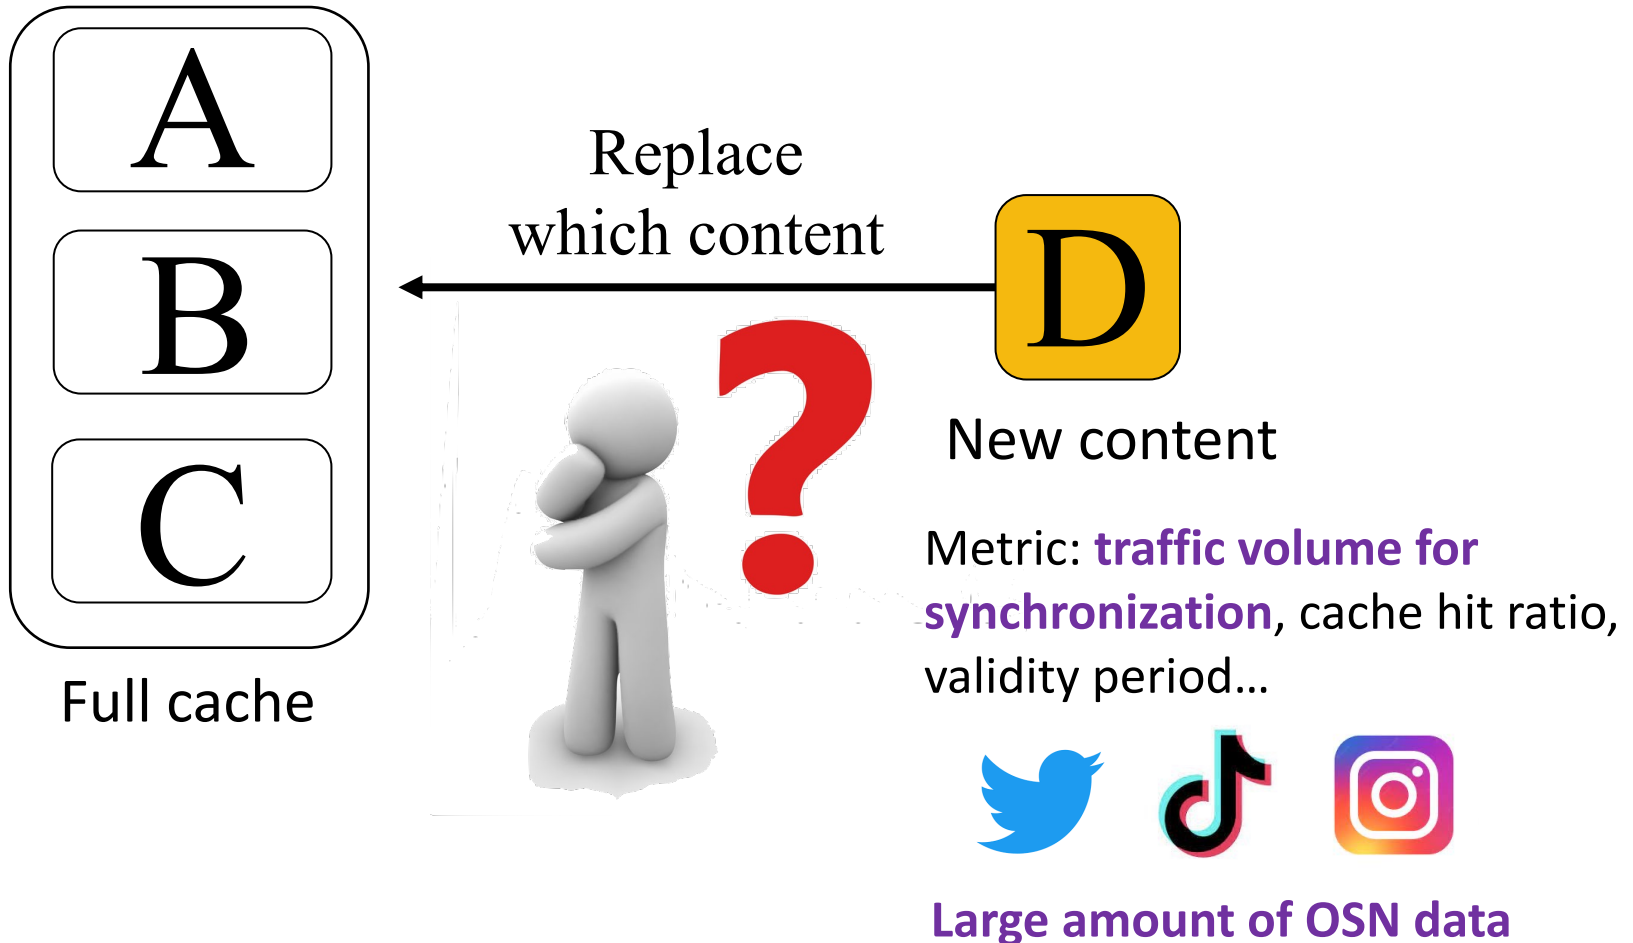 A
B
C
Full cache
Replace
which content
D
New content
Metric: traffic volume for
synchronization, cache hit ratio,
validity period…
Large amount of OSN data